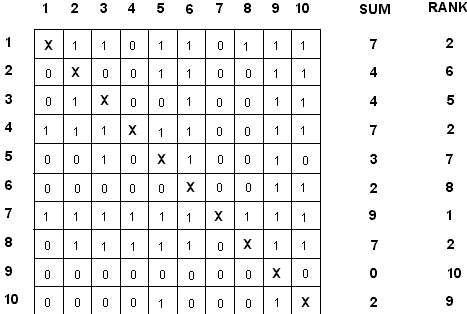 1 2 3 4 5 6 7 8 9 10 SUM RANK
1 X 1 1 0 1 1 0 1 1 1 7 2
2 0 X 0 0 1 1 0 0 1 1 4 6
3 0 1 X 0 0 1 0 0 1 1 4 5
4 1 1 1 X 1 1 0 0 1 1 7 2
5 0 0 1 0 X 1 0 0 1 0 3 7
6 0 0 0 0 0 X 0 0 1 1 2 8
7 1 1 1 1 1 1 X 1 1 1 9 1
8 0 1 1 1 1 1 0 X 1 1 7 2
9 0 0 0 0 0 0 0 0 X 0 0 10
10 0 0 0 0 1 0 0 0 1 X 2 9